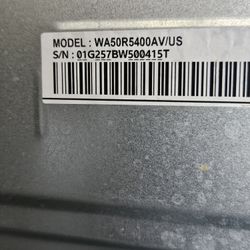 MODEL : WA50R5400AV/US
S/N : 01G257BW500415T